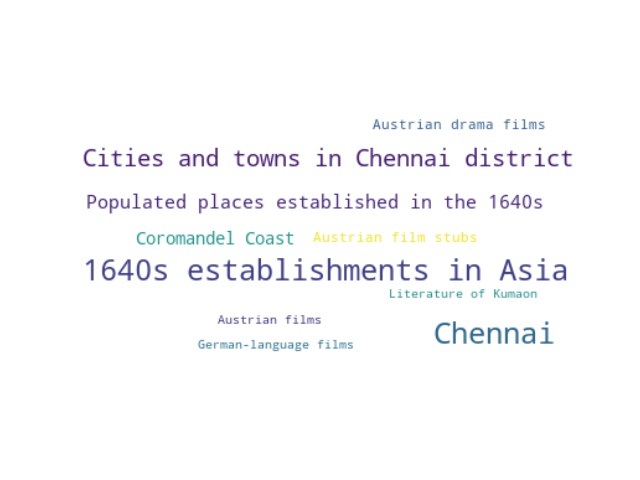 Austrian drama films
Cities and towns in Chennai district
Populated places established in the 1640s
Coromandel Coast
Austrian film stubs
1640s establishments in Asia
Literature of Kumaon
Austrian films
Chennai
German-language films